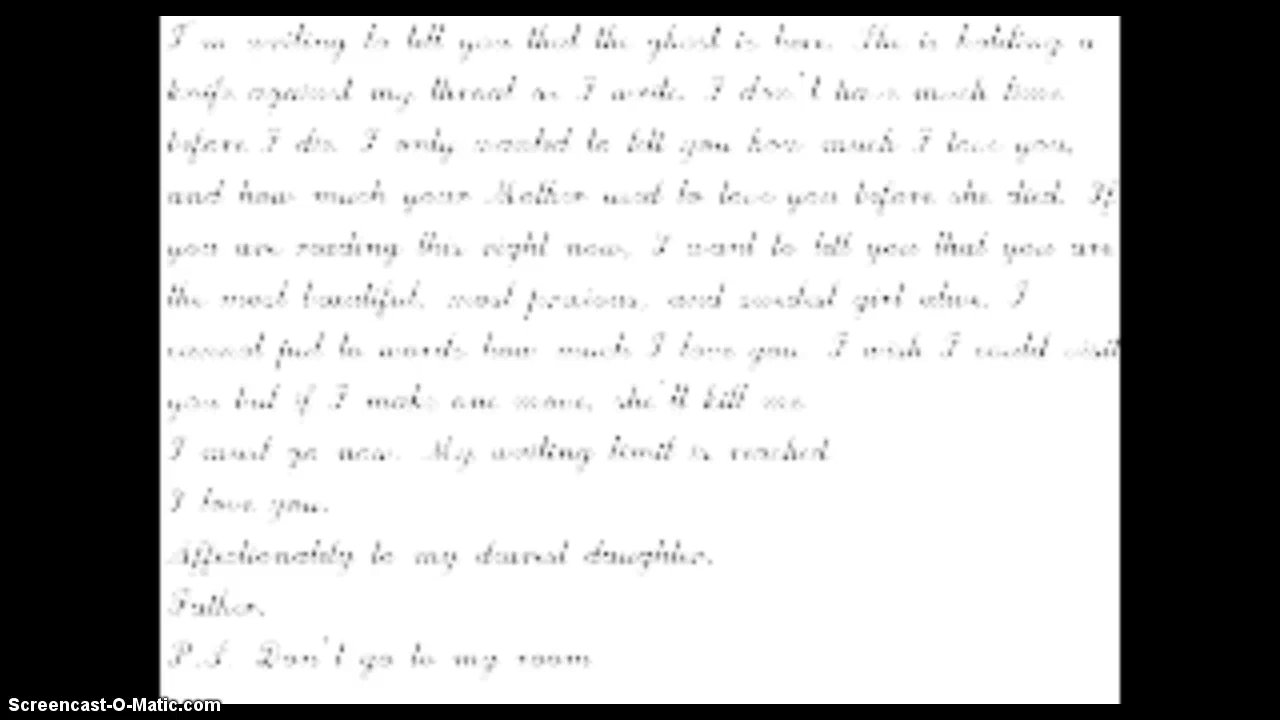 I'm writing to tell you that the ghost is here. She is holding a
knife against my throat as I write. I don't have much time
before I die. I only wanted to tell you how much I love you,
and how much your Mother used to love you before she died. If
you are reading this right now, I want to tell you that you are
the most beautiful, most precious, and sweetest girl alive. I
cannot put to words how much I love you. I wish I could visit
you but if I make one move, she'll kill me.
I must go now. My writing limit is reached
I love you.
Affectionately to my dearest daughter.
Father.
P.S. Don't go to my room
Screencast-O-Matic.com